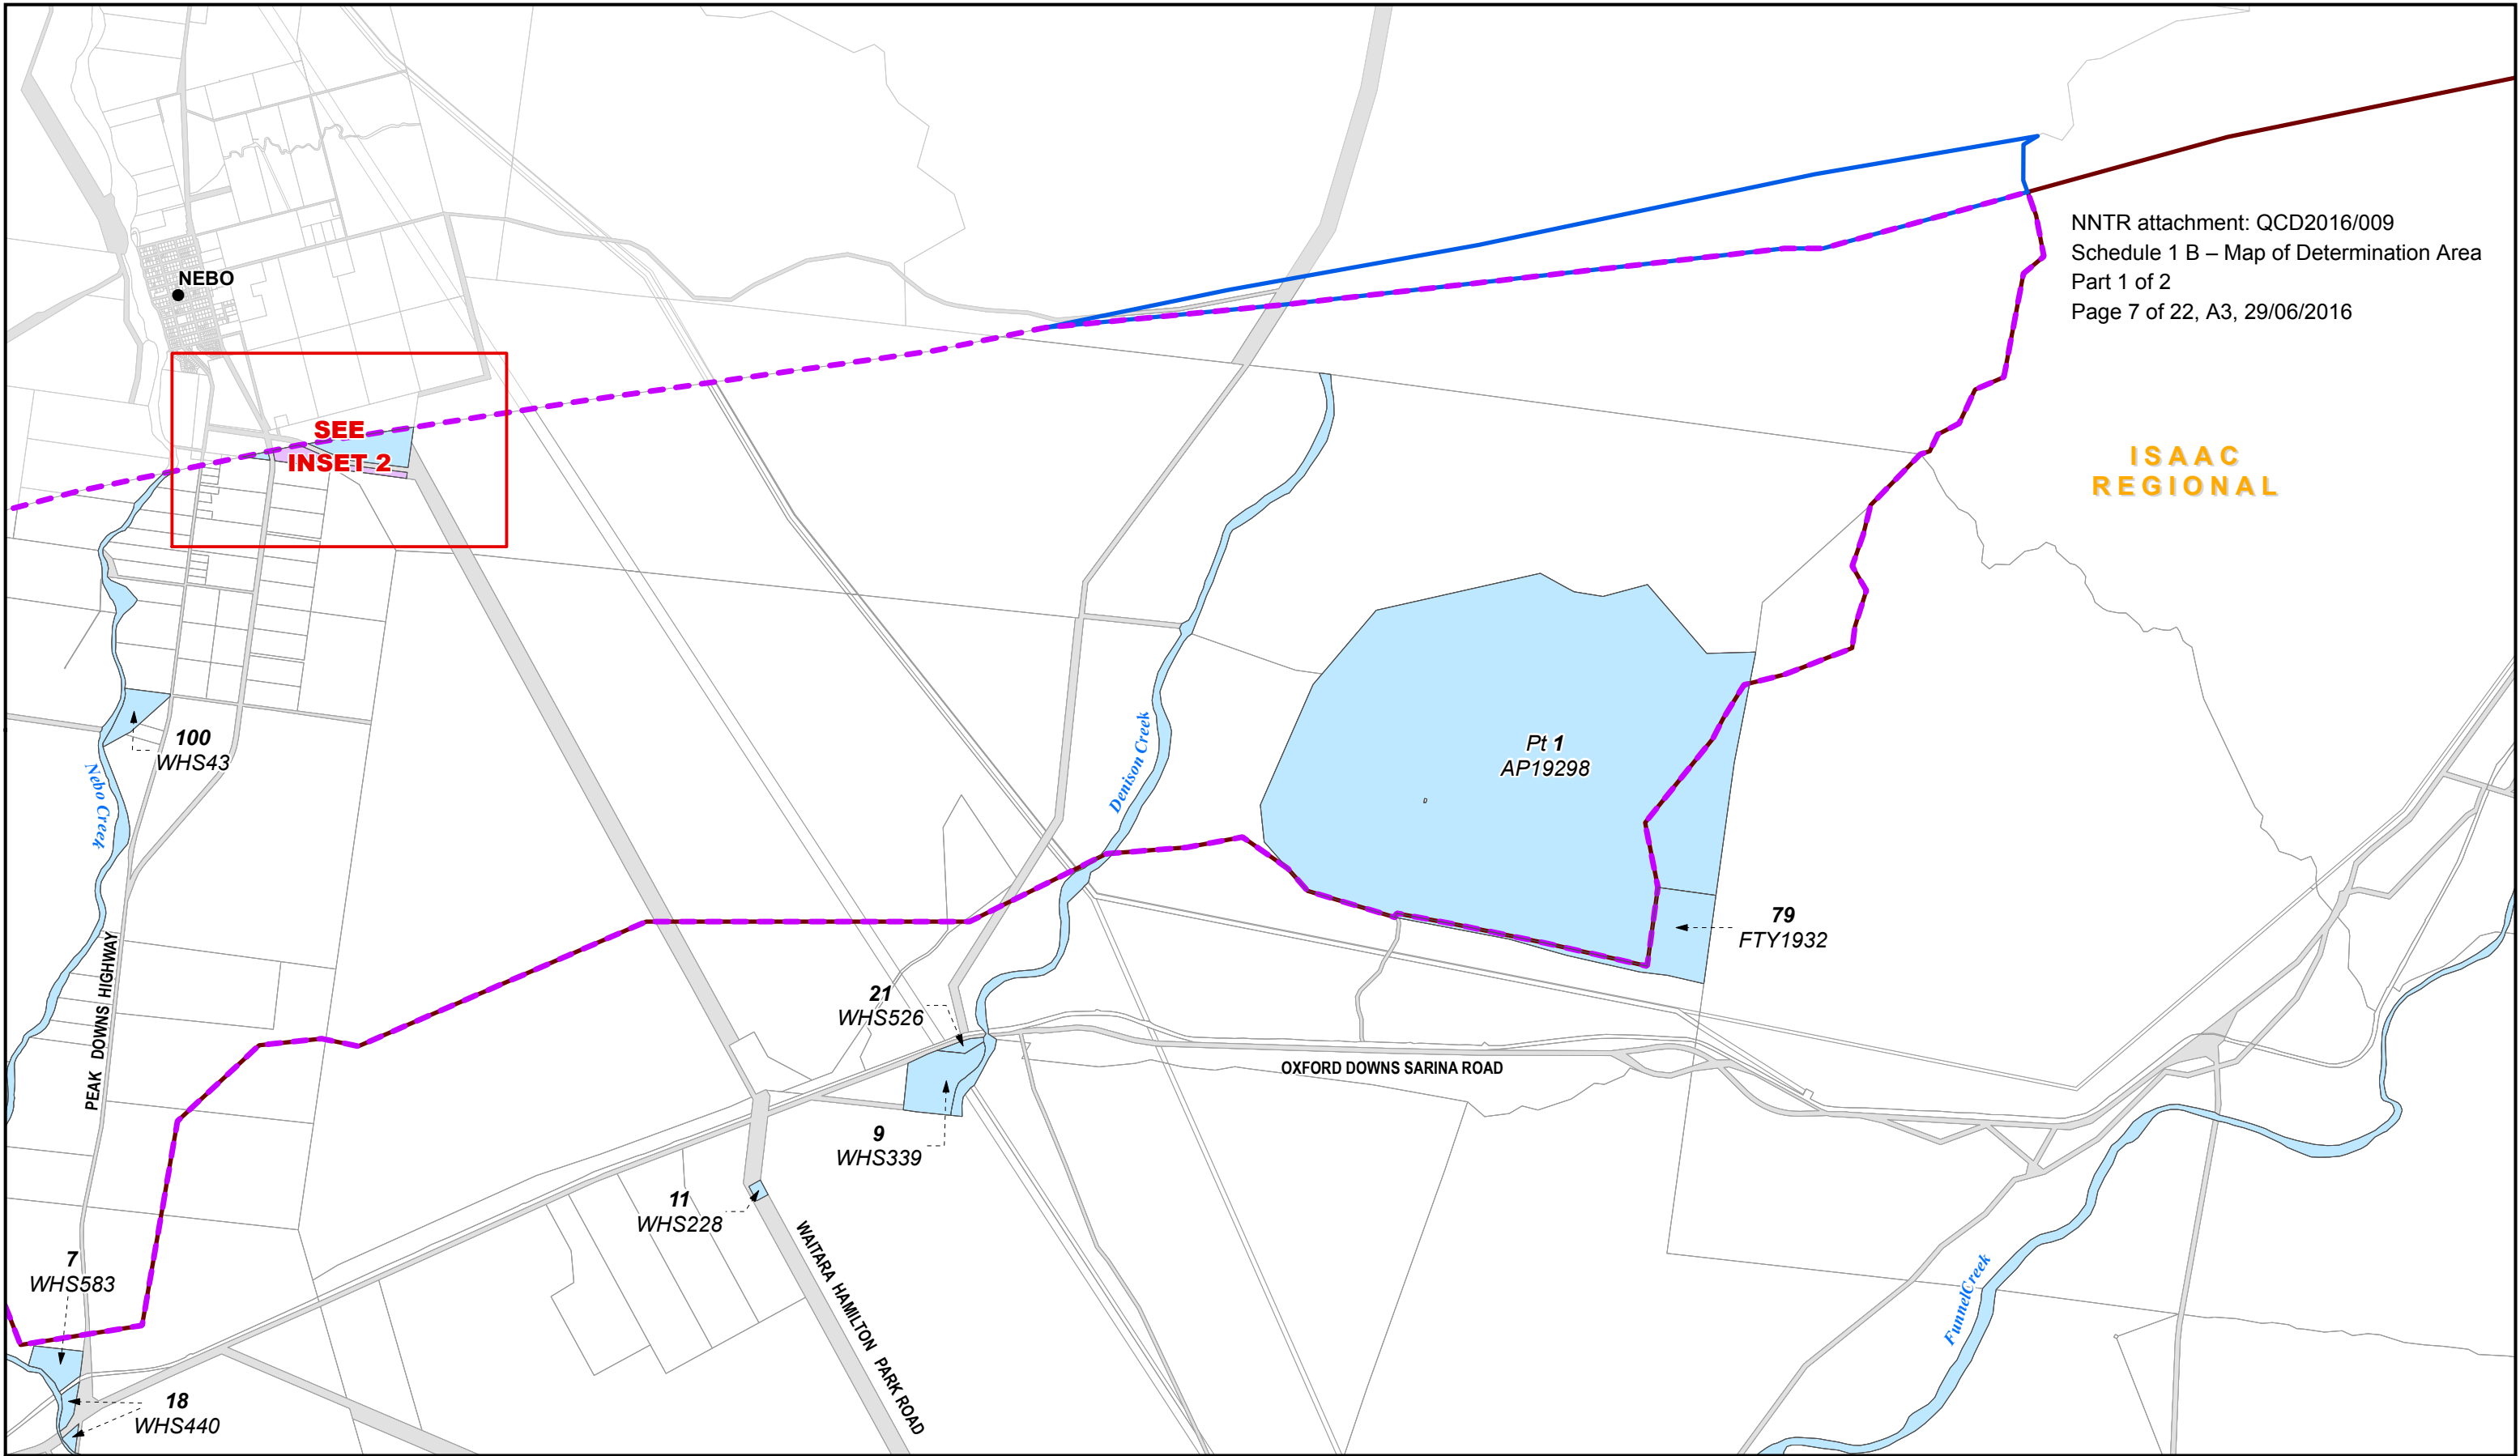 NNTR attachment: QCD2016/009
Schedule 1 B – Map of Determination Area
Part 1 of 2
Page 7 of 22, A3, 29/06/2016
NEBO
SEE
INSET 2
ISAAC
REGIONAL
100
WHS43
Nebo Creek
Denison Creek
Pt 1
AP19298
79
FTY1932
PEAK DOWNS HIGHWAY
21
WHS526
OXFORD DOWNS SARINA ROAD
9
WHS339
11
WHS228
WAITARA HAMILTON PARK ROAD
7
WHS583
FunnelCreek
18
WHS440